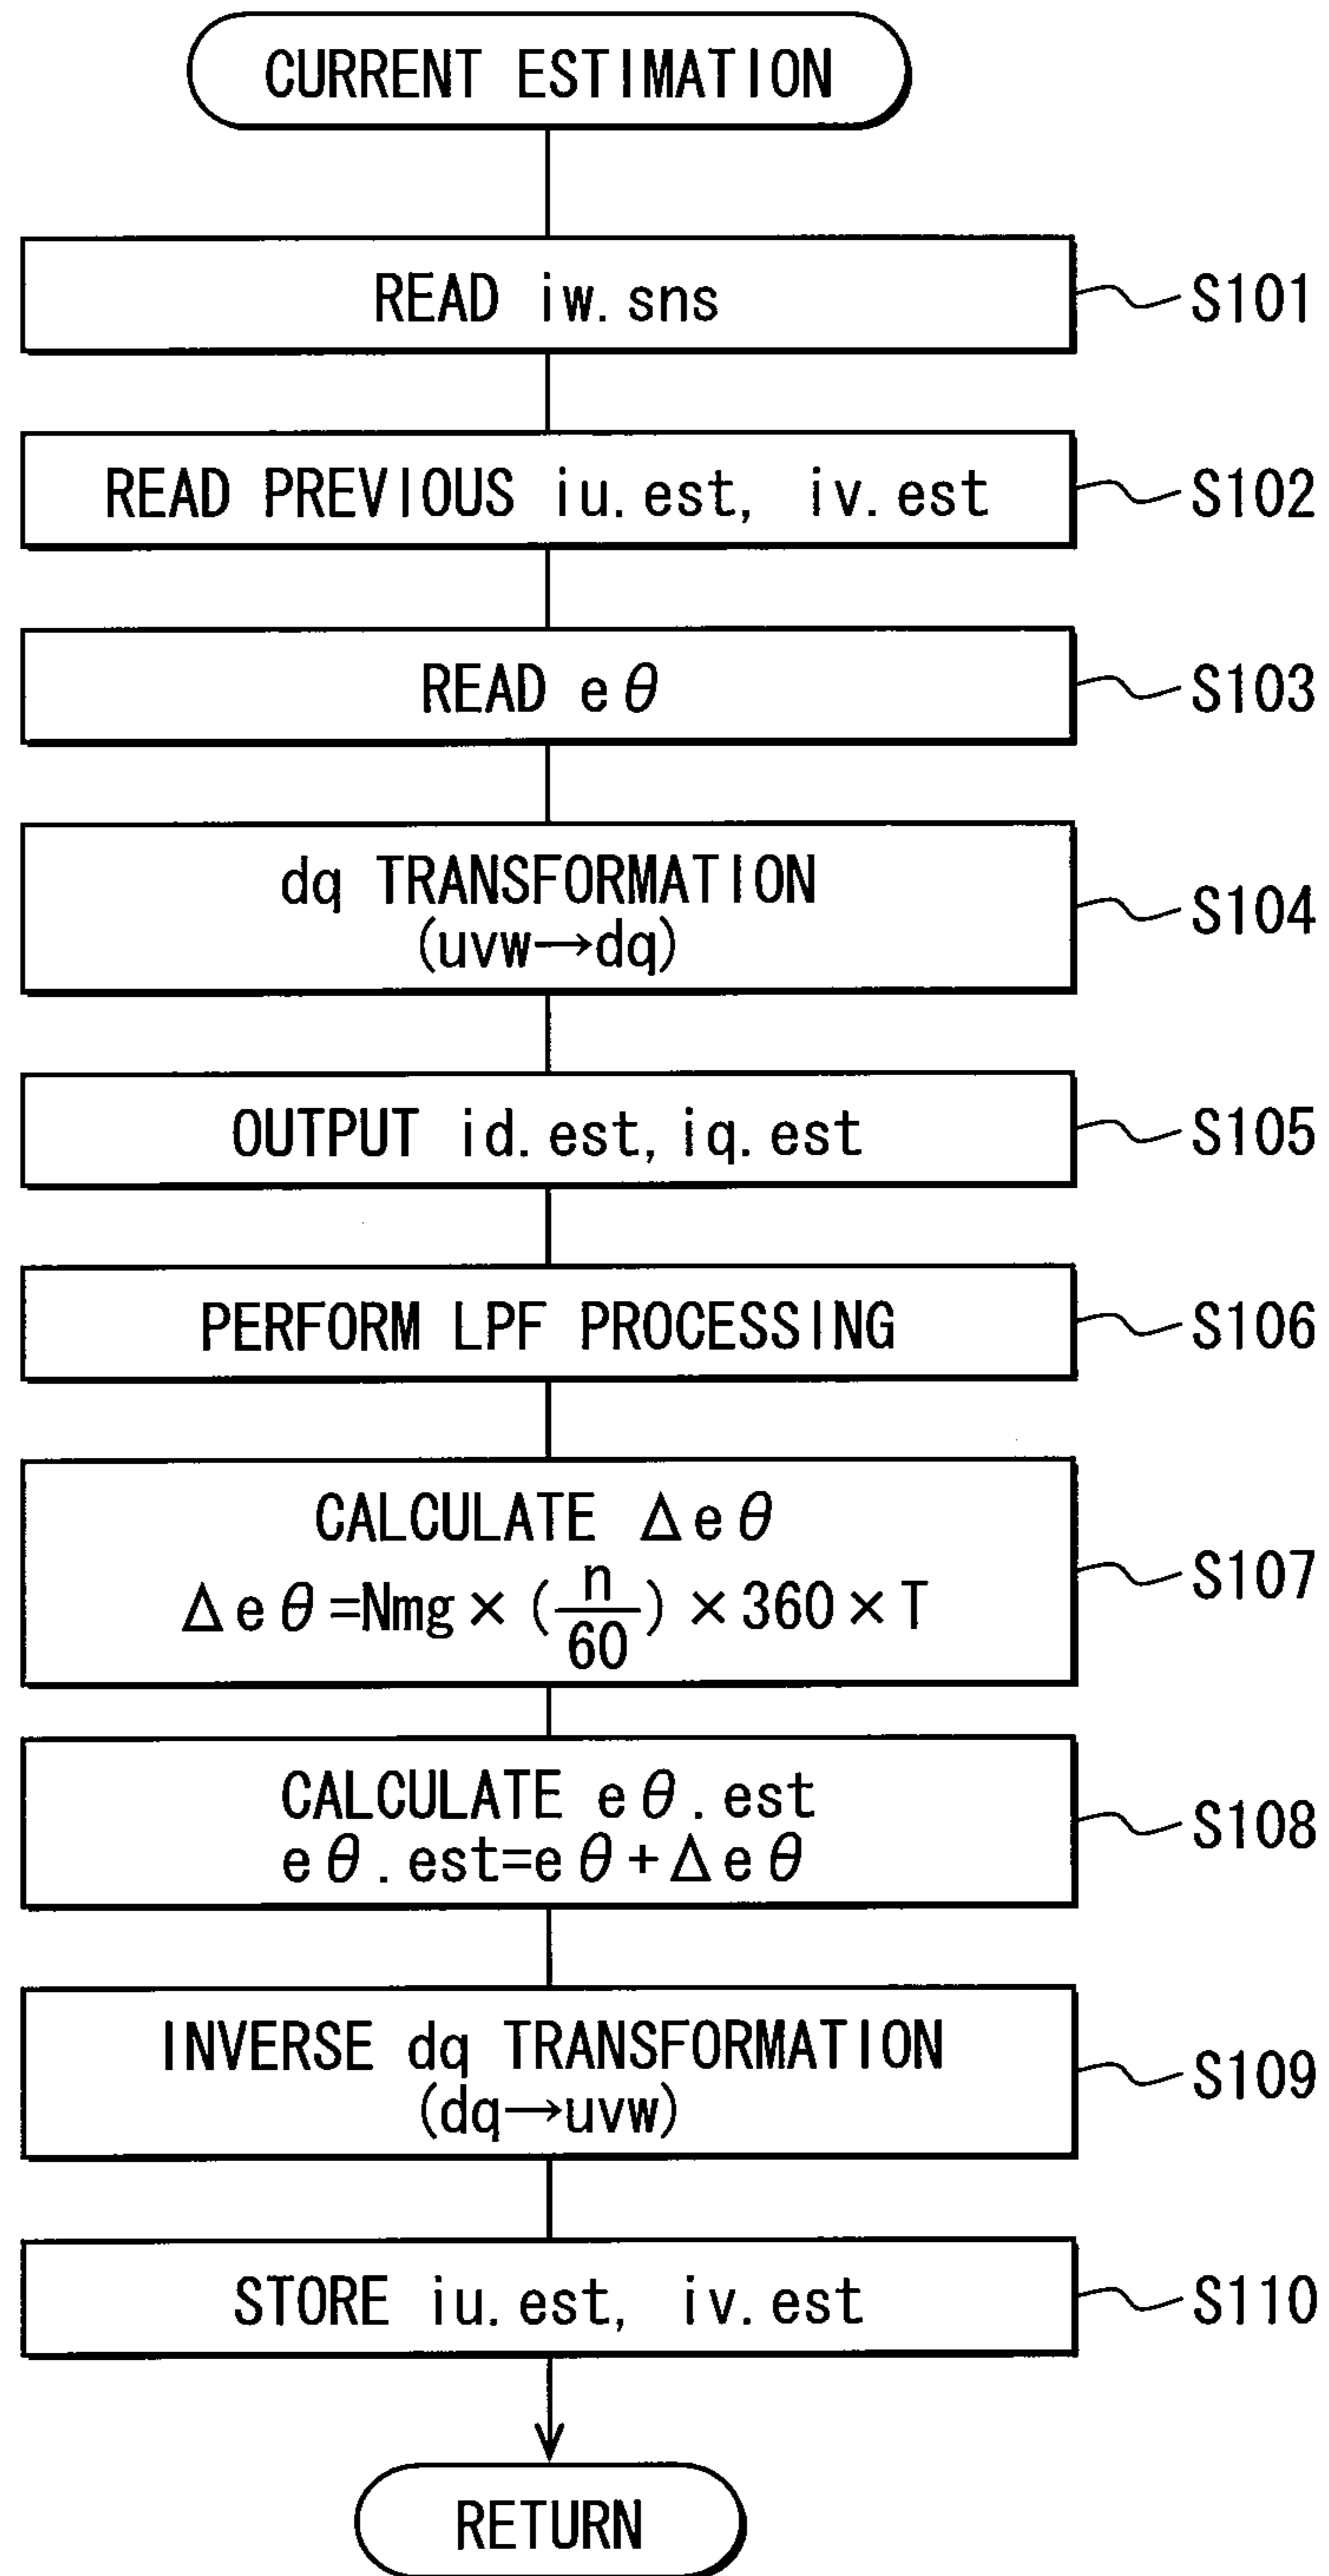 CURRENT ESTIMATION
READ iw.sns
S101
READ PREVIOUS iu.est, iv.est
S102
READ eθ
S103
dq TRANSFORMATION
(uvw→dq)
S104
OUTPUT id.est, iq.est
S105
PERFORM LPF PROCESSING
S106
CALCULATE Δeθ
Δeθ=Nmg×(n/60)×360×T
S107
CALCULATE eθ.est
eθ.est=eθ+Δeθ
S108
INVERSE dq TRANSFORMATION
(dq→uvw)
S109
STORE iu.est, iv.est
S110
RETURN